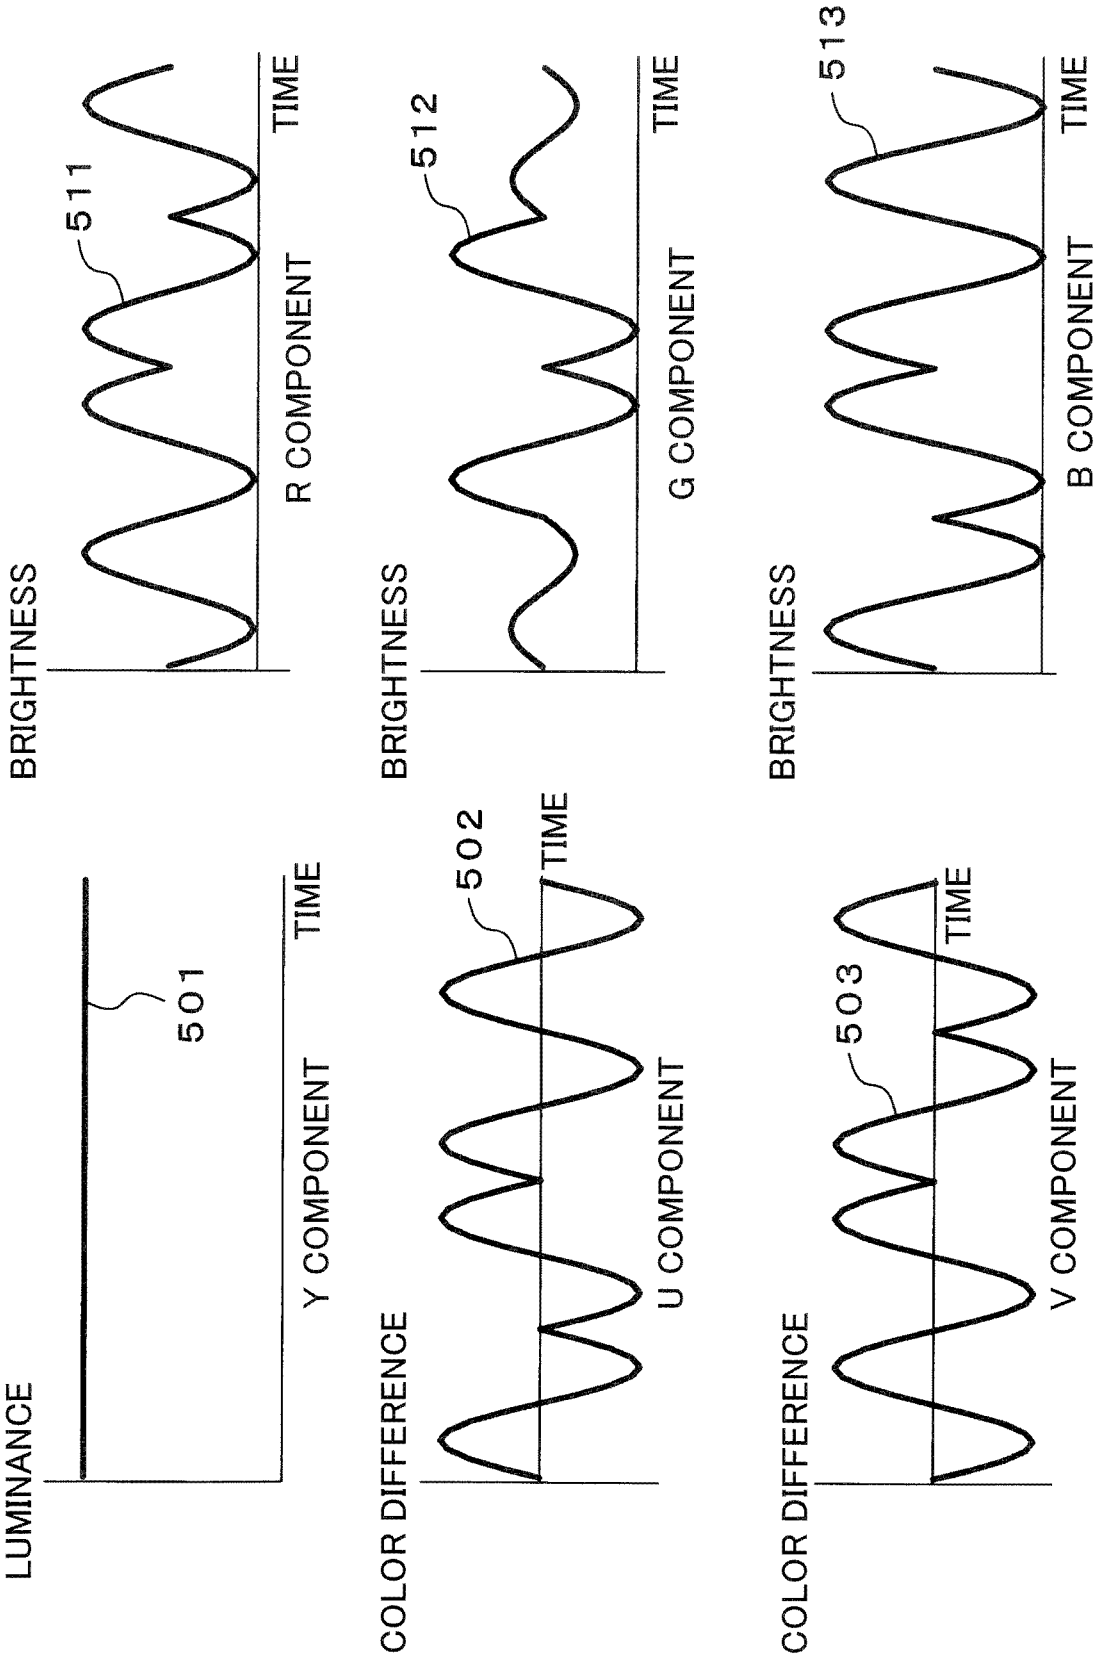 LUMINANCE
501
TIME
Y COMPONENT
BRIGHTNESS
511
TIME
R COMPONENT
COLOR DIFFERENCE
502
TIME
U COMPONENT
BRIGHTNESS
512
TIME
G COMPONENT
COLOR DIFFERENCE
503
TIME
V COMPONENT
BRIGHTNESS
513
TIME
B COMPONENT